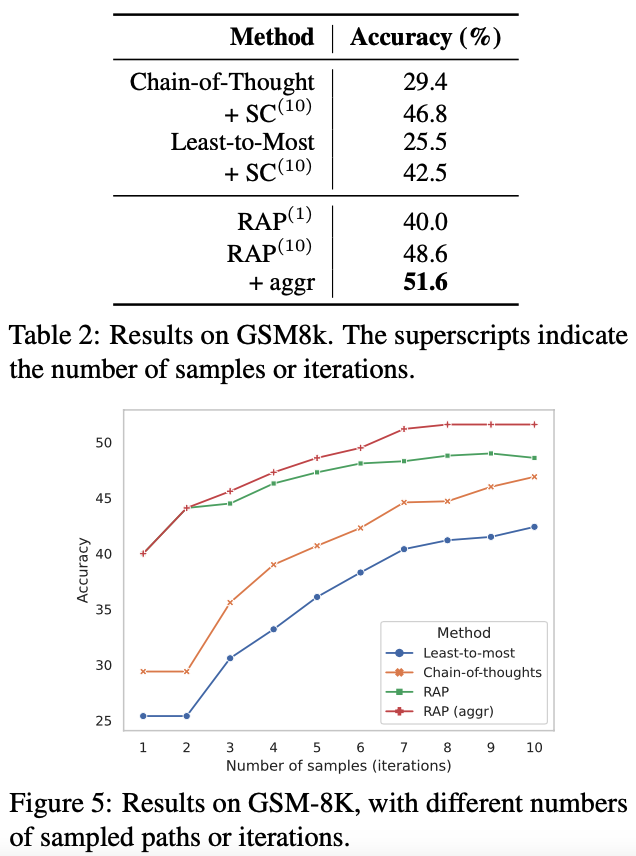 Method Accuracy (%)
Chain-of-Thought 29.4
+ SC(10) 46.8
Least-to-Most 25.5
+ SC(10) 42.5
RAP(1) 40.0
RAP(10) 48.6
+ aggr 51.6
Table 2: Results on GSM8k. The superscripts indicate
the number of samples or iterations.
50
45
40
35
30
25
Accuracy
Method
Least-to-most
Chain-of-thoughts
RAP
RAP (aggr)
1 2 3 4 5 6 7 8 9 10
Number of samples (iterations)
Figure 5: Results on GSM-8K, with different numbers
of sampled paths or iterations.